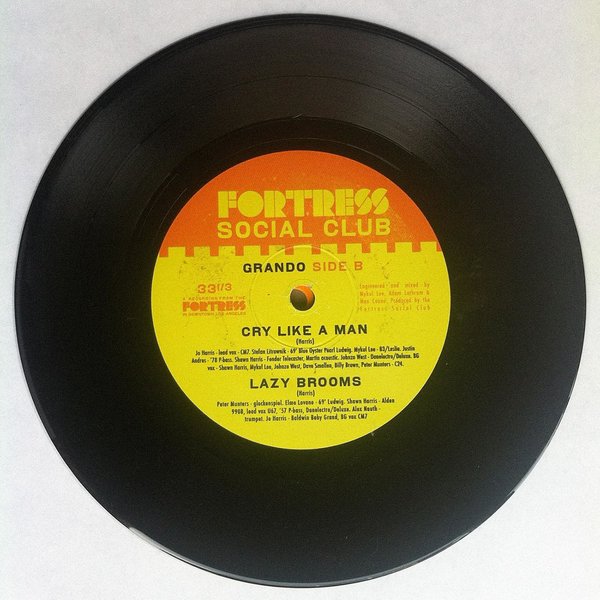 FORTRESS
SOCIAL CLUB
GRANDO SIDE B
33 1/3
A RECORDING FROM THE
FORTRESS
IN DOWNTOWN LOS ANGELES
Engineered and mixed by
Mykul Lee, Adam Lathrum &
Max Coane. Produced by the
Fortress Social Club
CRY LIKE A MAN
(Harris)
Jo Harris - lead vox - CM7. Stefan Litrownik - 69' Blue Oyster Pearl Ludwig. Mykul Lee - B3/Leslie. Justin
Andres - '78 P-bass. Shawn Harris - Fender Telecaster, Martin acoustic. Johnzo West - Danelectro/Deluxe. BG
vox - Shawn Harris, Mykul Lee, Johnzo West, Dave Smallen, Billy Brown, Peter Munters - C24.
LAZY BROOMS
(Harris)
Peter Munters - glockenspiel. Elmo Lovano - 69' Ludwig. Shawn Harris - Alden
9900, lead vox U67, '57 P-bass, Danelectro/Deluxe. Alex Nauth -
trumpet. Jo Harris - Baldwin Baby Grand, BG vox CM7